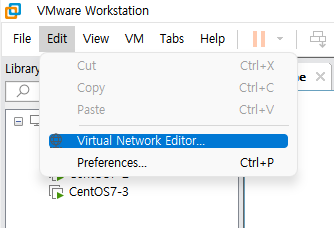 VMware Workstation
File Edit View VM Tabs Help
Library
Cut Ctrl+X
Copy Ctrl+C
Paste Ctrl+V
Virtual Network Editor...
Preferences... Ctrl+P
CentOS7-3